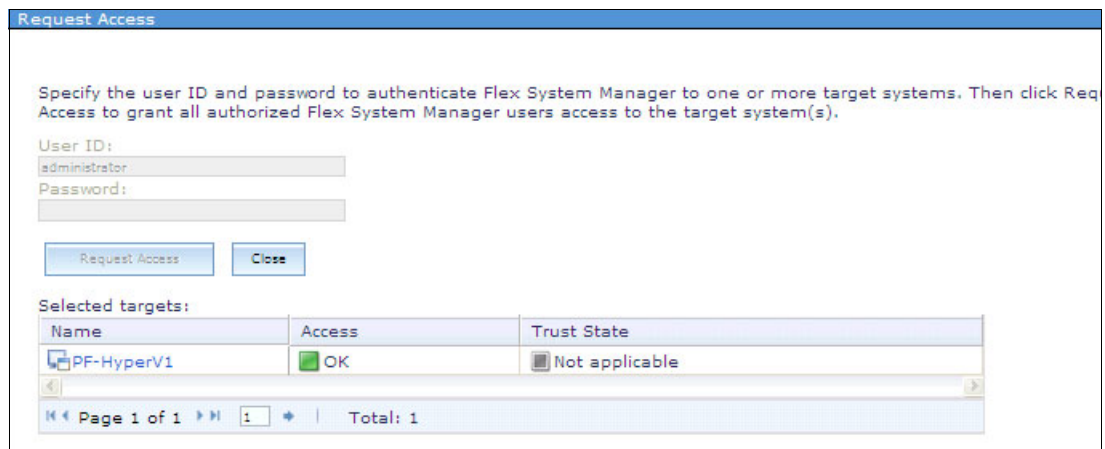 Request Access
Specify the user ID and password to authenticate Flex System Manager to one or more target systems. Then click Req
Access to grant all authorized Flex System Manager users access to the target system(s).
User ID:
administrator
Password:
Request Access Close
Selected targets:
Name Access Trust State
PF-HyperV1 OK Not applicable
Page 1 of 1 1 Total: 1